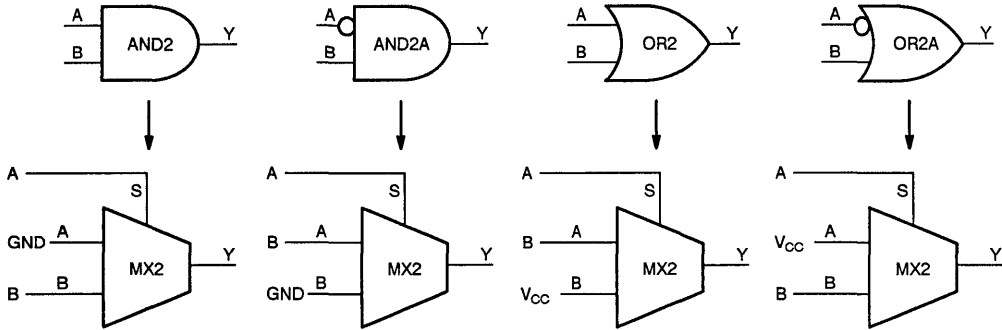 A AND2 Y A AND2A Y A OR2 Y A OR2A Y
B B B B
A A A A
S S S S
GND A B A B A VCC A
MX2 Y MX2 Y MX2 Y MX2 Y
B B GND B VCC B B B